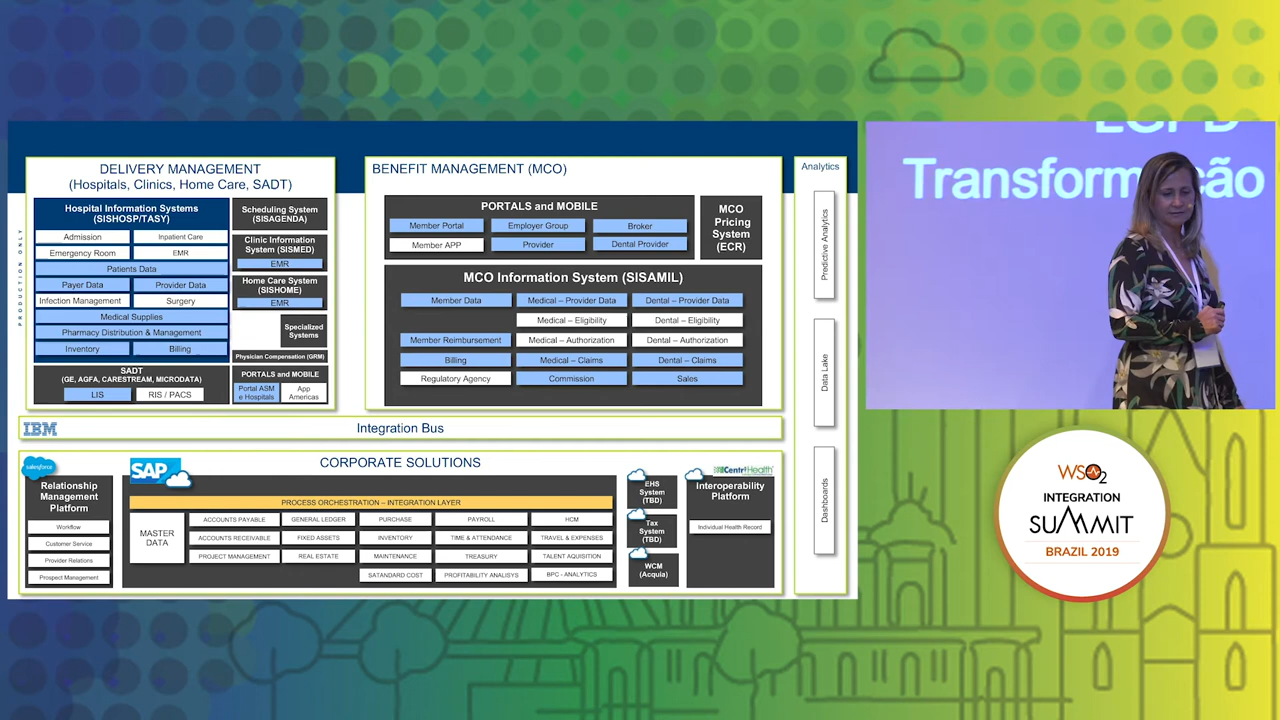 DELIVERY MANAGEMENT
(Hospitals, Clinics, Home Care, SADT)
PRODUCTION ONLY
Hospital Information Systems
(SISHOSP/TASY)
Admission
Inpatient Care
Emergency Room
EMR
Patients Data
Payer Data
Provider Data
Infection Management
Surgery
Medical Supplies
Pharmacy Distribution & Management
Inventory
Billing
Scheduling System
(SISAGENDA)
Clinic Information
System (SISMED)
EMR
Home Care System
(SISHOME)
EMR
Specialized
Systems
Physician Compensation (GRM)
SADT
(GE, AGFA, CARESTREAM, MICRODATA)
LIS
RIS / PACS
PORTALS and MOBILE
Portal ASM
e Hospitals
App
Americas
BENEFIT MANAGEMENT (MCO)
PORTALS and MOBILE
Member Portal
Employer Group
Broker
Member APP
Provider
Dental Provider
MCO
Pricing
System
(ECR)
MCO Information System (SISAMIL)
Member Data
Medical – Provider Data
Dental – Provider Data
Medical – Eligibility
Dental – Eligibility
Member Reimbursement
Medical – Authorization
Dental – Authorization
Billing
Medical – Claims
Dental – Claims
Regulatory Agency
Commission
Sales
Analytics
Predictive Analytics
Data Lake
Dashboards
IBM
Integration Bus
CORPORATE SOLUTIONS
salesforce
Relationship
Management
Platform
Workflow
Customer Service
Provider Relations
Prospect Management
SAP
PROCESS ORCHESTRATION – INTEGRATION LAYER
MASTER
DATA
ACCOUNTS PAYABLE
GENERAL LEDGER
PURCHASE
PAYROLL
HCM
ACCOUNTS RECEIVABLE
FIXED ASSETS
INVENTORY
TIME & ATTENDANCE
TRAVEL & EXPENSES
PROJECT MANAGEMENT
REAL ESTATE
MAINTENANCE
TREASURY
TALENT AQUISITION
SATANDARD COST
PROFITABILITY ANALISYS
BPC - ANALYTICS
EHS
System
(TBD)
Tax
System
(TBD)
WCM
(Acquia)
Interoperability
Platform
Individual Health Record
LGPD
Transform ção
WSO2
INTEGRATION
SUMMIT
BRAZIL 2019